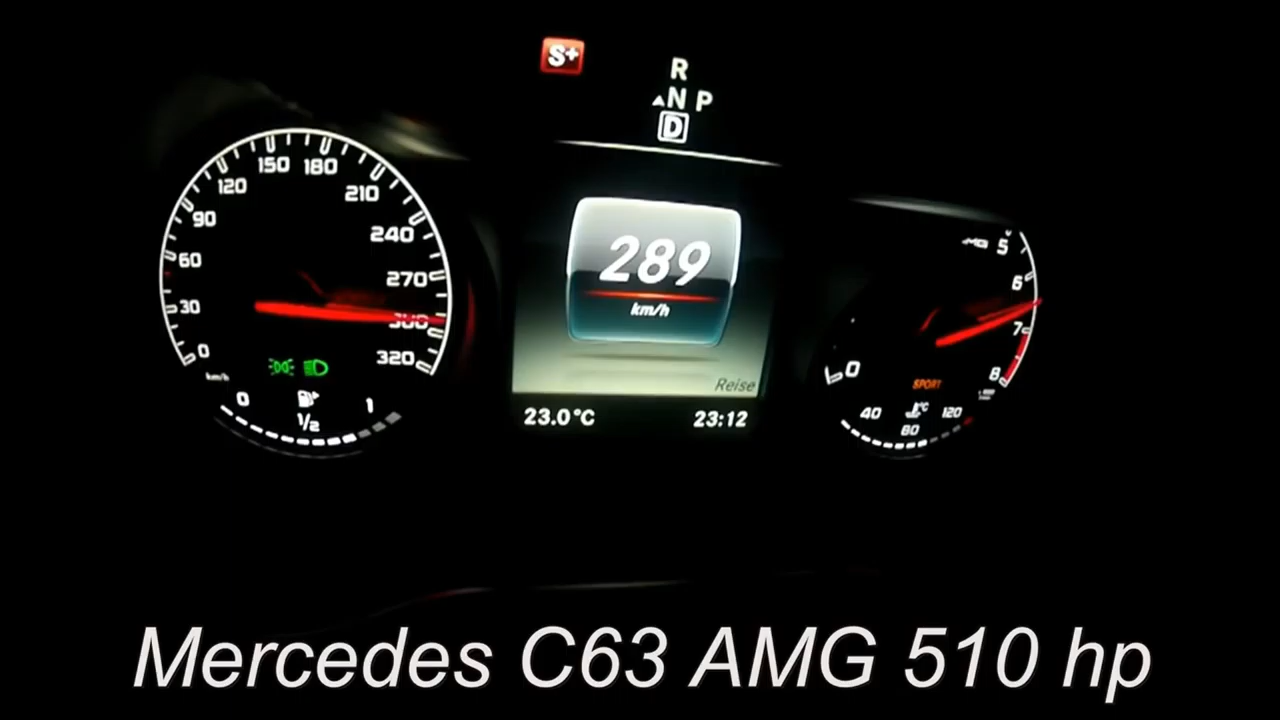 S+
R
N P
D
0
30
60
90
120
150
180
210
240
270
300
320
km/h
0
1/2
1
289
km/h
Reise
23.0°C
23:12
AMG
5
6
7
8
0
SPORT
40
°C
120
80
Mercedes C63 AMG 510 hp